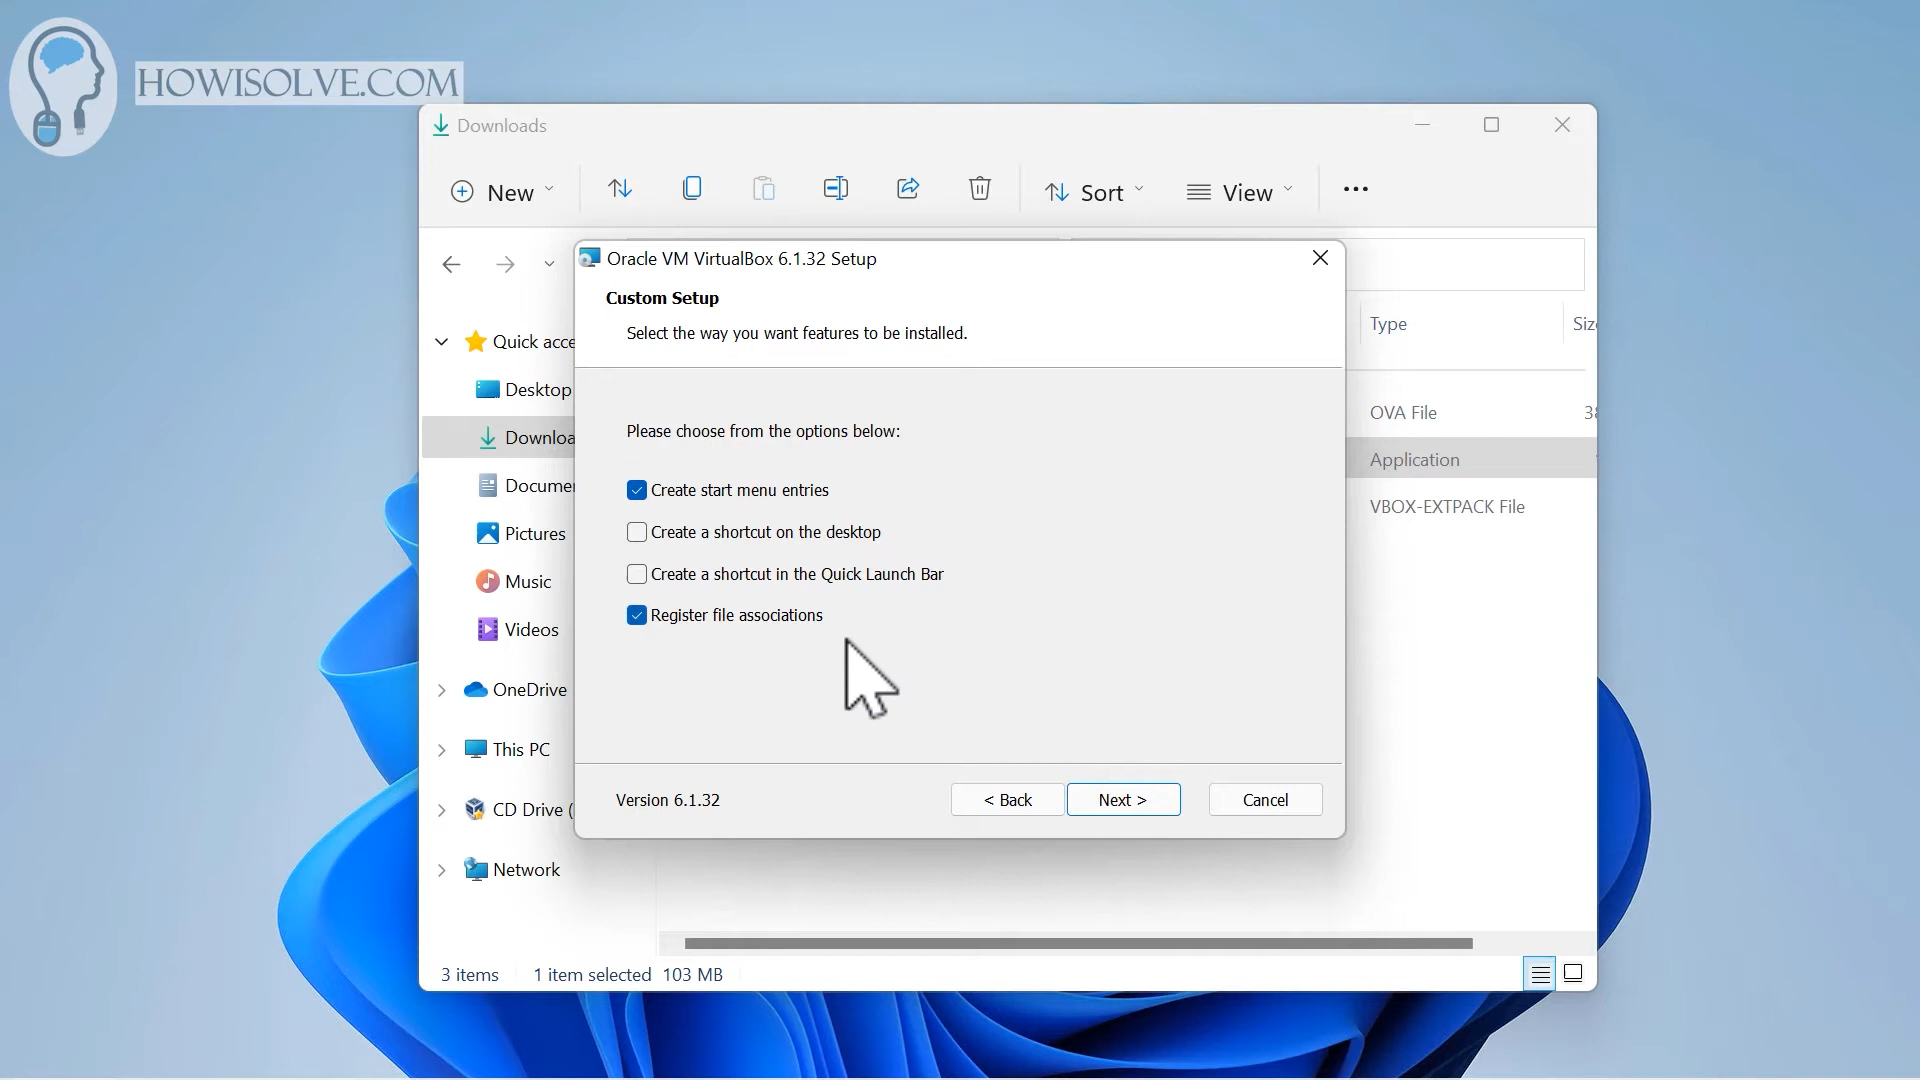 HOWISOLVE.COM
Downloads
New
Sort
View
Oracle VM VirtualBox 6.1.32 Setup
Custom Setup
Select the way you want features to be installed.
Type
Quick acce
Desktop
OVA File
Downloa
Please choose from the options below:
Application
Documen
Create start menu entries
VBOX-EXTPACK File
Pictures
Create a shortcut on the desktop
Music
Create a shortcut in the Quick Launch Bar
Videos
Register file associations
OneDrive
This PC
CD Drive (
Version 6.1.32
< Back
Next >
Cancel
Network
3 items
1 item selected 103 MB